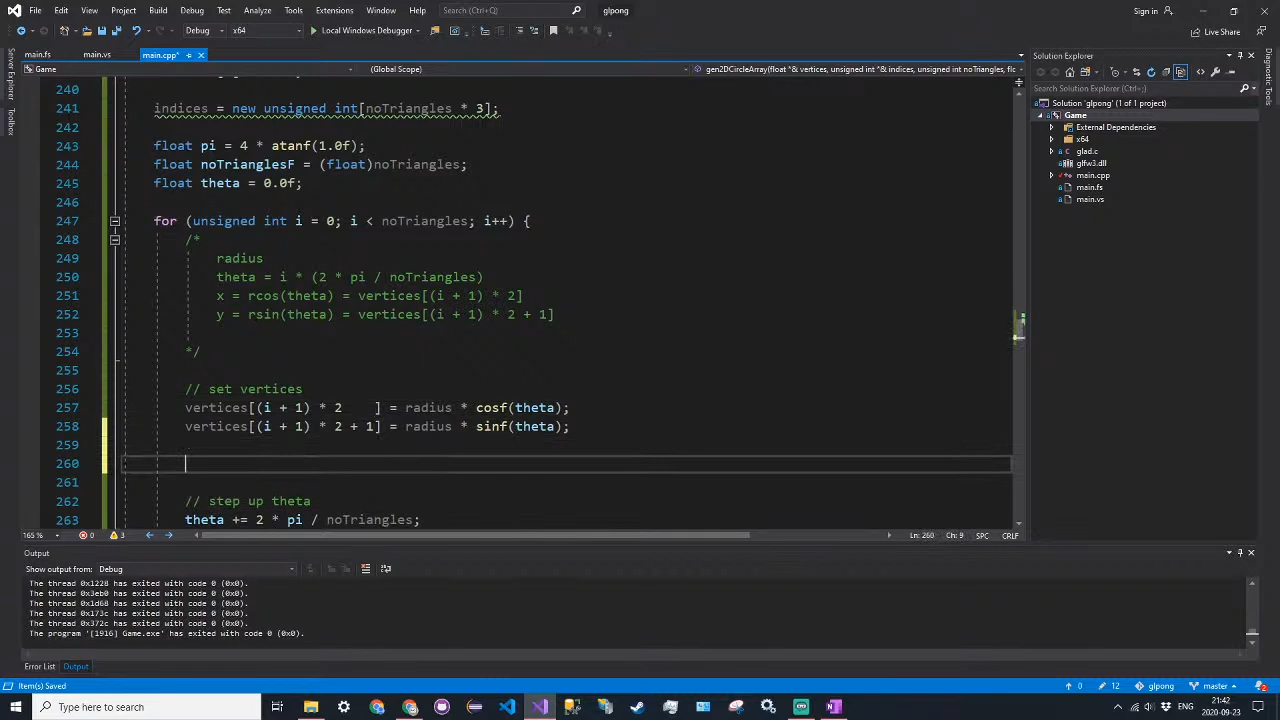 File Edit View Project Build Debug Test Analyze Tools Extensions Window Help Search (Ctrl+Q) glpong Sign in
Debug x64 Local Windows Debugger Live Share
main.fs main.vs main.cpp* Solution Explorer
Game (Global Scope) gen2DCircleArray(float *& vertices, unsigned int *& indices, unsigned int noTriangles, flo
Server Explorer
Toolbox
Diagnostic Tools
Search Solution Explorer (Ctrl+;)
Solution 'glpong' (1 of 1 project)
Game
External Dependencies
x64
glad.c
glfw3.dll
main.cpp
main.fs
main.vs
240
241 indices = new unsigned int[noTriangles * 3];
242
243 float pi = 4 * atanf(1.0f);
244 float noTrianglesF = (float)noTriangles;
245 float theta = 0.0f;
246
247 for (unsigned int i = 0; i < noTriangles; i++) {
248 /*
249 radius
250 theta = i * (2 * pi / noTriangles)
251 x = rcos(theta) = vertices[(i + 1) * 2]
252 y = rsin(theta) = vertices[(i + 1) * 2 + 1]
253
254 */
255
256 // set vertices
257 vertices[(i + 1) * 2    ] = radius * cosf(theta);
258 vertices[(i + 1) * 2 + 1] = radius * sinf(theta);
259
260
261
262 // step up theta
263 theta += 2 * pi / noTriangles;
165 % 0 3 Ln: 260 Ch: 9 SPC CRLF
Output
Show output from: Debug
The thread 0x1228 has exited with code 0 (0x0).
The thread 0x3eb0 has exited with code 0 (0x0).
The thread 0x1d68 has exited with code 0 (0x0).
The thread 0x173c has exited with code 0 (0x0).
The thread 0x372c has exited with code 0 (0x0).
The program '[1916] Game.exe' has exited with code 0 (0x0).
Error List Output
Item(s) Saved 0 12 glpong master 2
Type here to search
21:42
2020-09-23